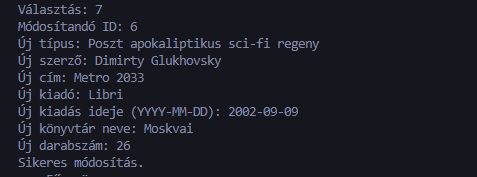 Választás: 7
Módosítandó ID: 6
Új típus: Poszt apokaliptikus sci-fi regeny
Új szerző: Dimirty Glukhovsky
Új cím: Metro 2033
Új kiadó: Libri
Új kiadás ideje (YYYY-MM-DD): 2002-09-09
Új könyvtár neve: Moskvai
Új darabszám: 26
Sikeres módosítás.